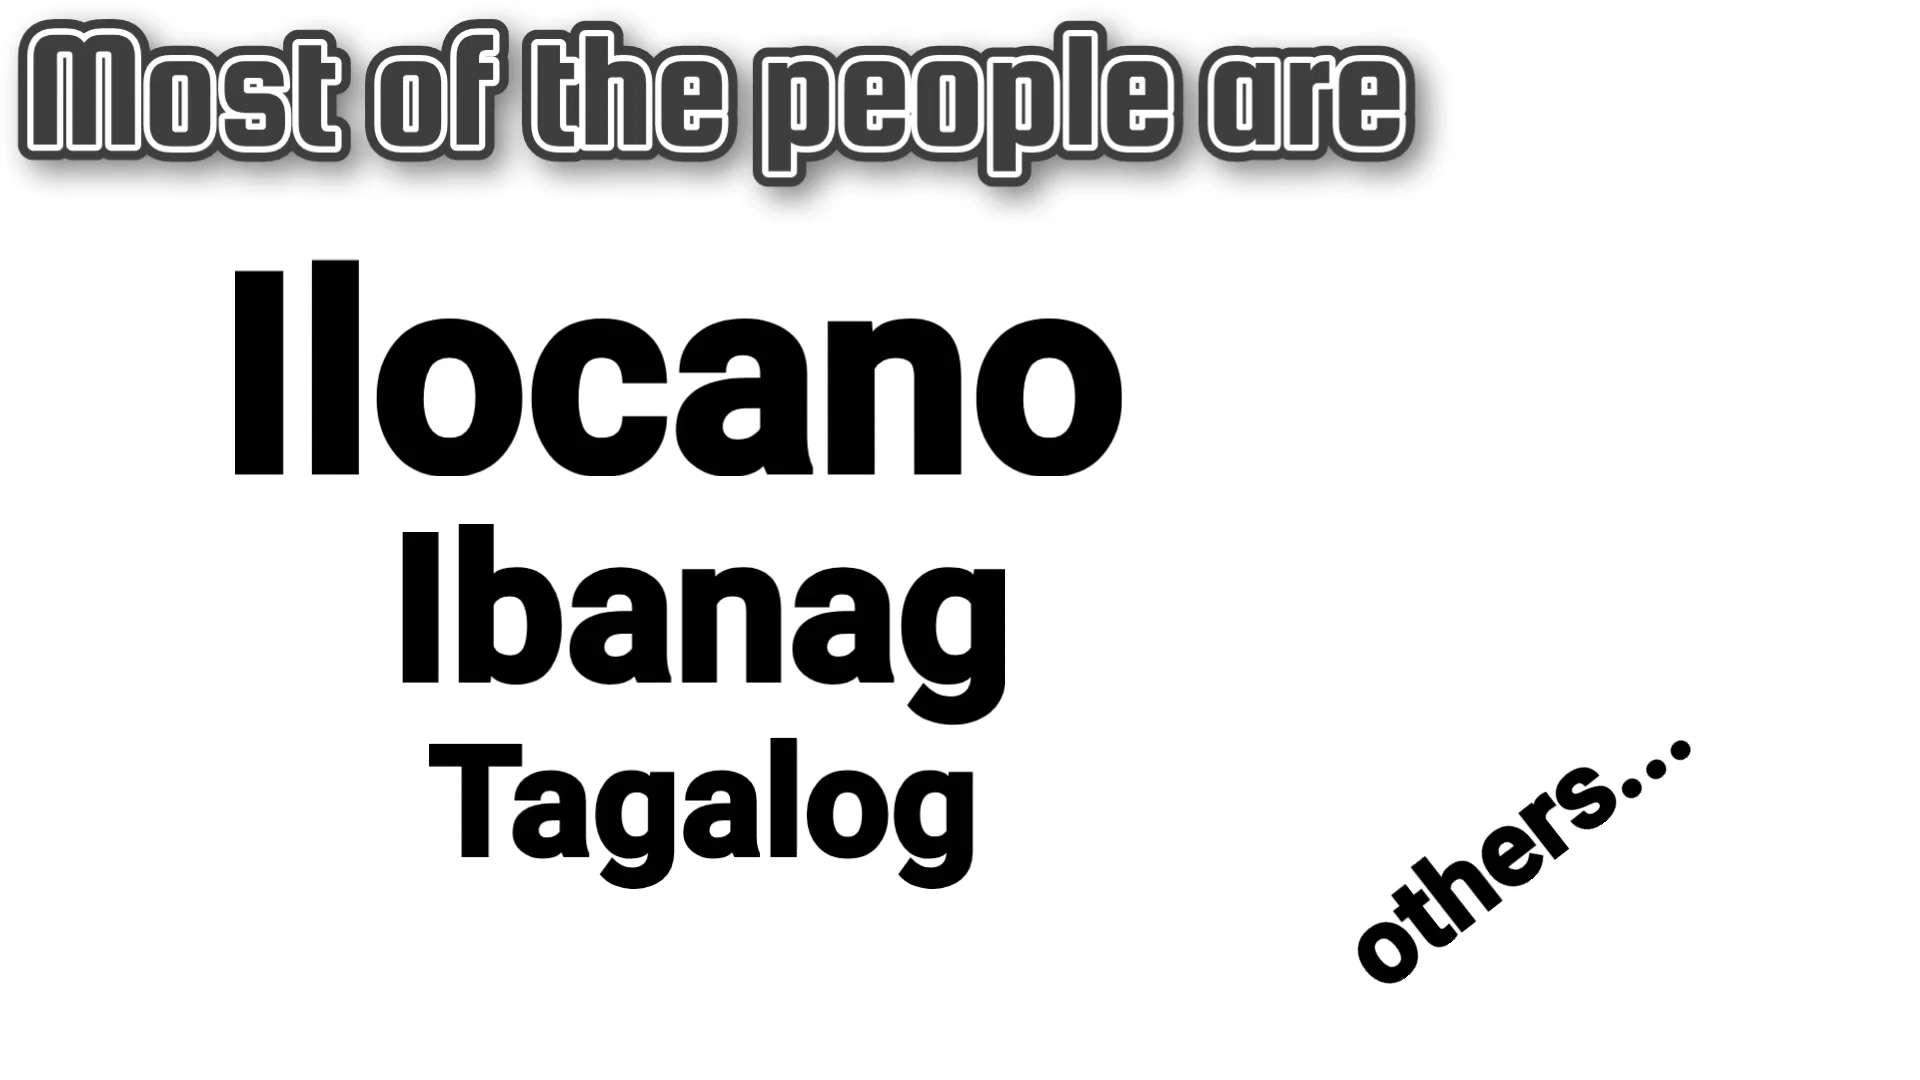 Most of the people are
Ilocano
Ibanag
Tagalog
others...